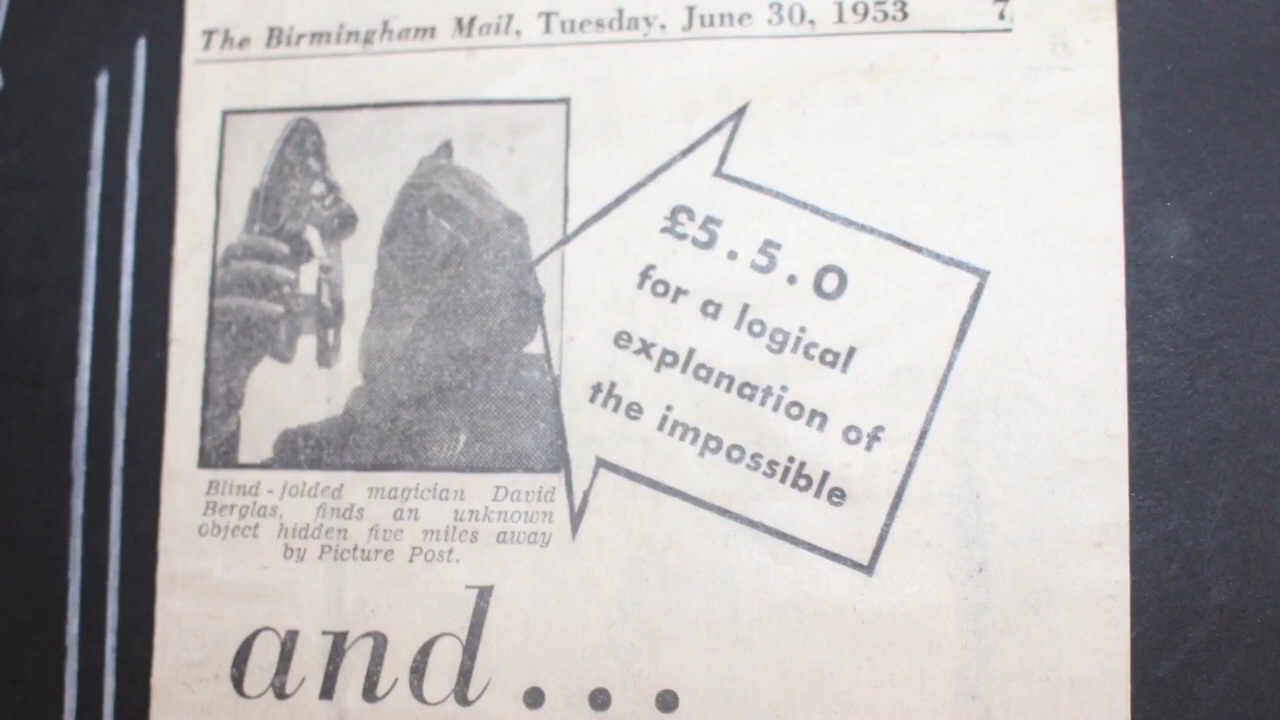 The Birmingham Mail, Tuesday, June 30, 1953 7
£5.5.0
for a logical
explanation of
the impossible
Blind-folded magician David
Berglas, finds an unknown
object hidden five miles away
by Picture Post.
and...